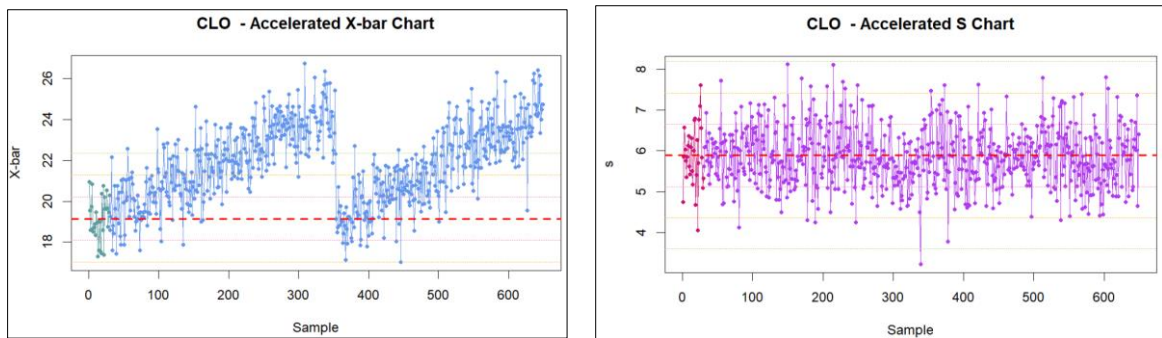 CLO - Accelerated X-bar Chart
X-bar
26
24
22
20
18
0 100 200 300 400 500 600
Sample
CLO - Accelerated S Chart
s
8
7
6
5
4
0 100 200 300 400 500 600
Sample